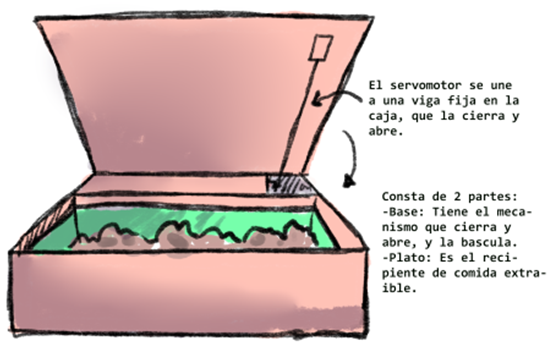 El servomotor se une
a una viga fija en la
caja, que la cierra y
abre.
Consta de 2 partes:
-Base: Tiene el meca-
nismo que cierra y
abre, y la bascula.
-Plato: Es el reci-
piente de comida extra-
ible.